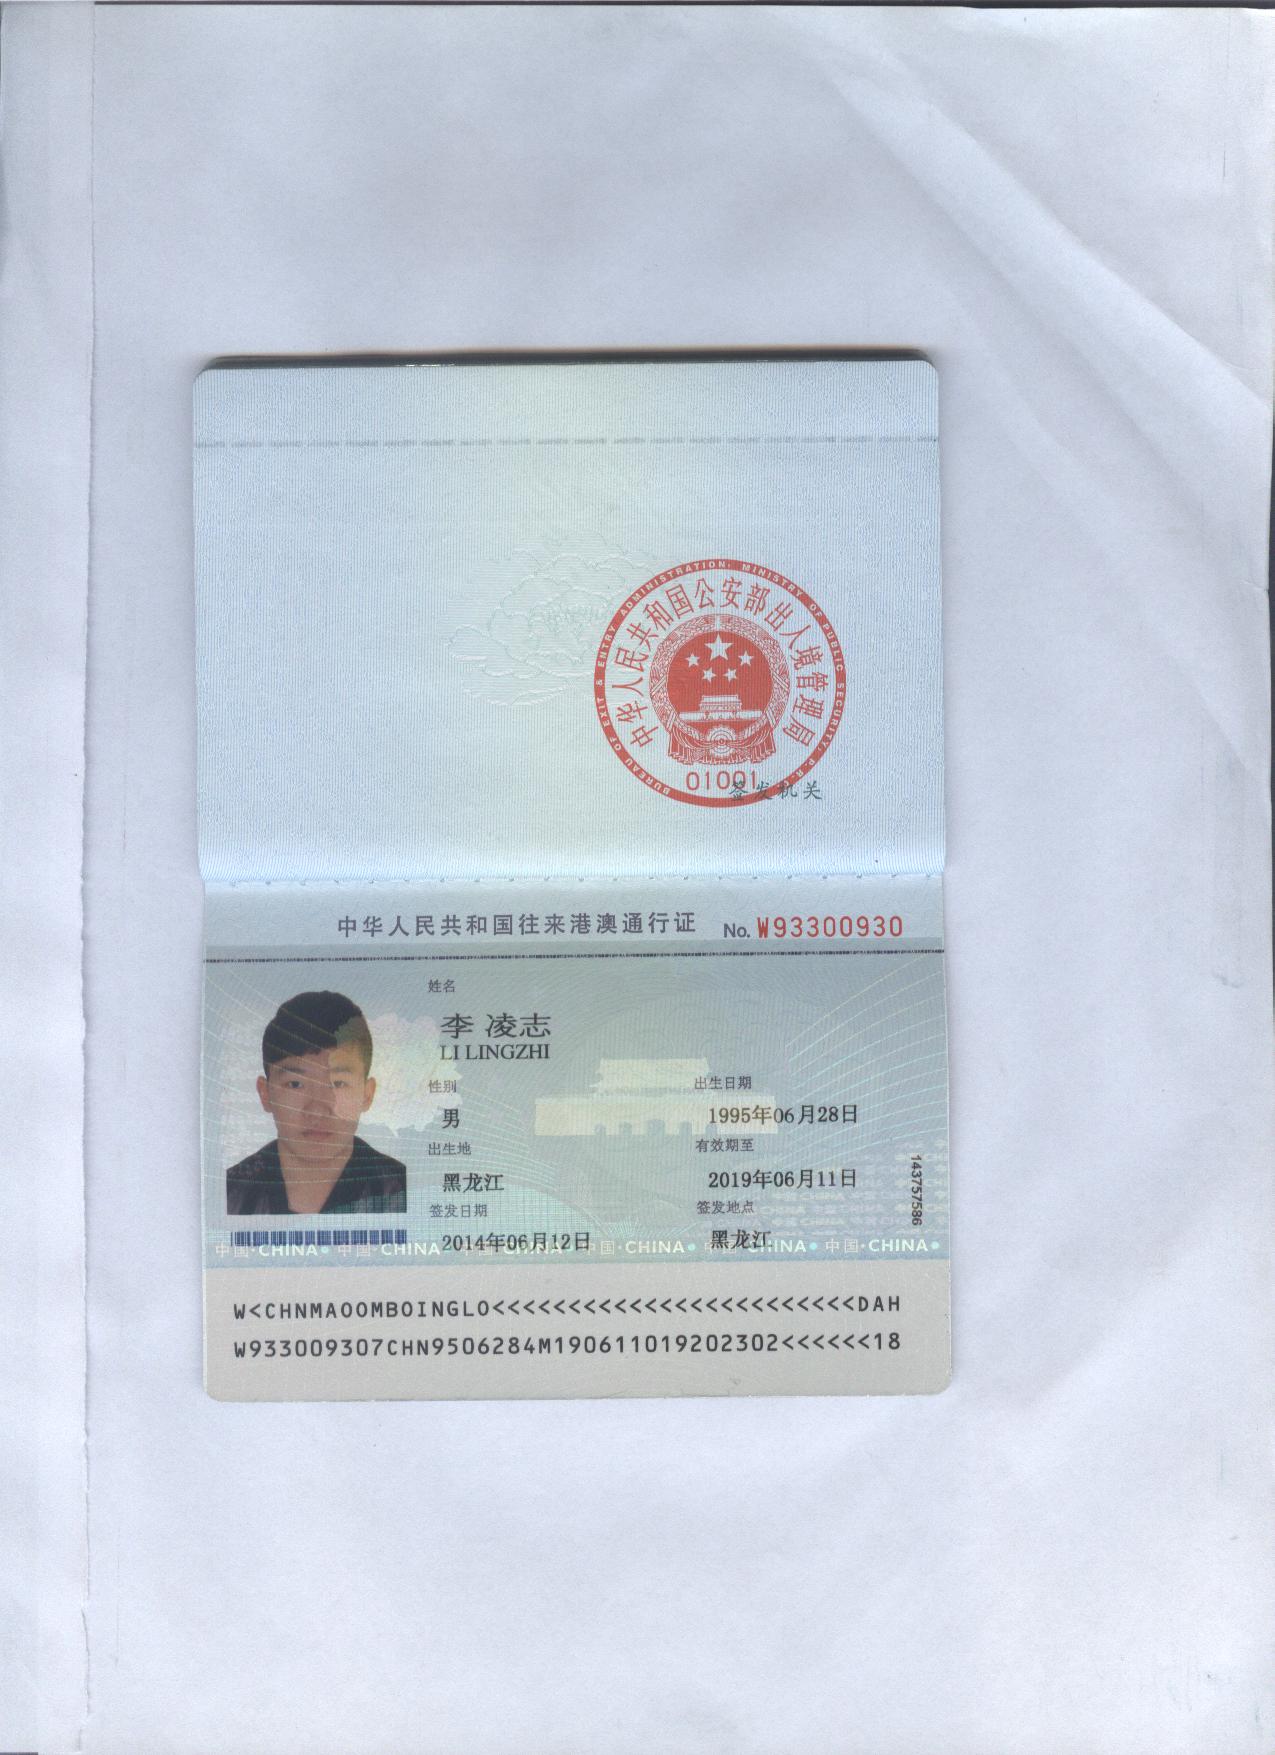 BUREAU OF EXIT & ENTRY ADMINISTRATION, MINISTRY OF PUBLIC SECURITY, P.R.
中华人民共和国公安部出入境管理局
01001
签发机关
中华人民共和国往来港澳通行证 No. W93300930
姓名
李 凌志
LI LINGZHI
性别 出生日期
男 1995年06月28日
出生地 有效期至
黑龙江 2019年06月11日
签发日期 签发地点
2014年06月12日 黑龙江
143757586
中国·CHINA 中国·CHINA 中国·CHINA 中国·CHINA 中国·CHINA 中国·CHINA
W<CHNMAOOMBOINGLO<<<<<<<<<<<<<<<<<<<<<<<<DAH
W933009307CHN9506284M190611019202302<<<<<<18